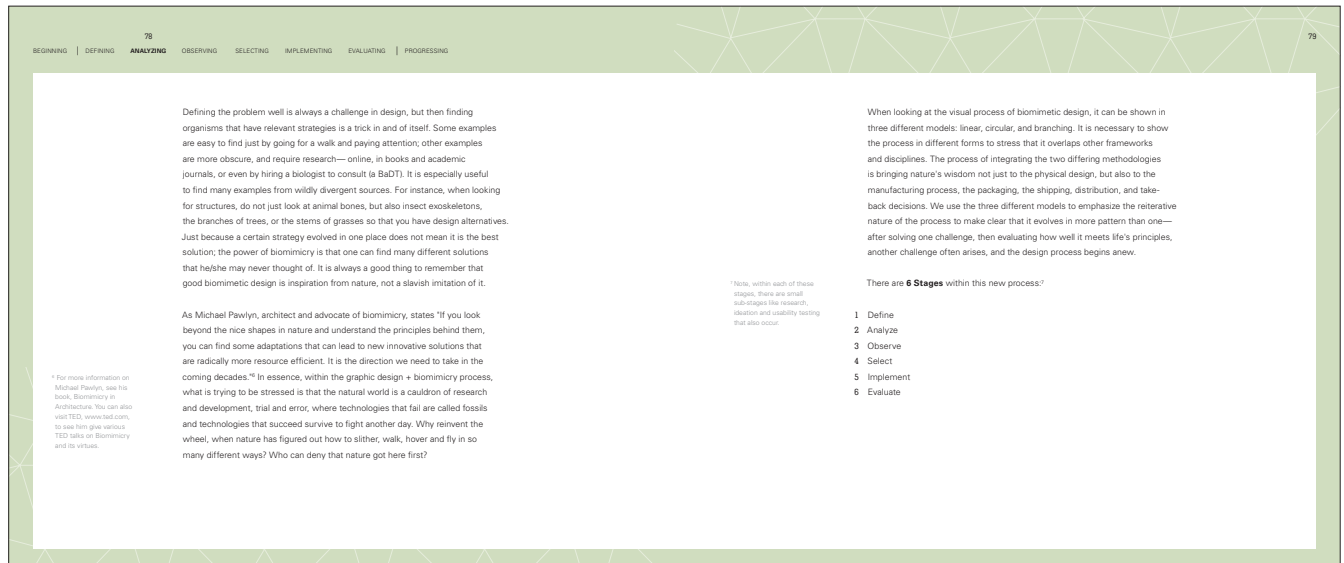 78
BEGINNING | DEFINING ANALYZING OBSERVING SELECTING IMPLEMENTING EVALUATING | PROGRESSING
Defining the problem well is always a challenge in design, but then finding
organisms that have relevant strategies is a trick in and of itself. Some examples
are easy to find just by going for a walk and paying attention; other examples
are more obscure, and require research— online, in books and academic
journals, or even by hiring a biologist to consult (a BaDT). It is especially useful
to find many examples from wildly divergent sources. For instance, when looking
for structures, do not just look at animal bones, but also insect exoskeletons,
the branches of trees, or the stems of grasses so that you have design alternatives.
Just because a certain strategy evolved in one place does not mean it is the best
solution; the power of biomimicry is that one can find many different solutions
that he/she may never thought of. It is always a good thing to remember that
good biomimetic design is inspiration from nature, not a slavish imitation of it.
As Michael Pawlyn, architect and advocate of biomimicry, states "If you look
beyond the nice shapes in nature and understand the principles behind them,
you can find some adaptations that can lead to new innovative solutions that
are radically more resource efficient. It is the direction we need to take in the
coming decades."⁶ In essence, within the graphic design + biomimicry process,
what is trying to be stressed is that the natural world is a cauldron of research
and development, trial and error, where technologies that fail are called fossils
and technologies that succeed survive to fight another day. Why reinvent the
wheel, when nature has figured out how to slither, walk, hover and fly in so
many different ways? Who can deny that nature got here first?
⁶ For more information on
Michael Pawlyn, see his
book, Biomimicry in
Architecture. You can also
visit TED, www.ted.com,
to see him give various
TED talks on Biomimicry
and its virtues.
79
When looking at the visual process of biomimetic design, it can be shown in
three different models: linear, circular, and branching. It is necessary to show
the process in different forms to stress that it overlaps other frameworks
and disciplines. The process of integrating the two differing methodologies
is bringing nature's wisdom not just to the physical design, but also to the
manufacturing process, the packaging, the shipping, distribution, and take-
back decisions. We use the three different models to emphasize the reiterative
nature of the process to make clear that it evolves in more pattern than one—
after solving one challenge, then evaluating how well it meets life's principles,
another challenge often arises, and the design process begins anew.
There are 6 Stages within this new process:⁷
⁷ Note, within each of these
stages, there are small
sub-stages like research,
ideation and usability testing
that also occur.
1 Define
2 Analyze
3 Observe
4 Select
5 Implement
6 Evaluate